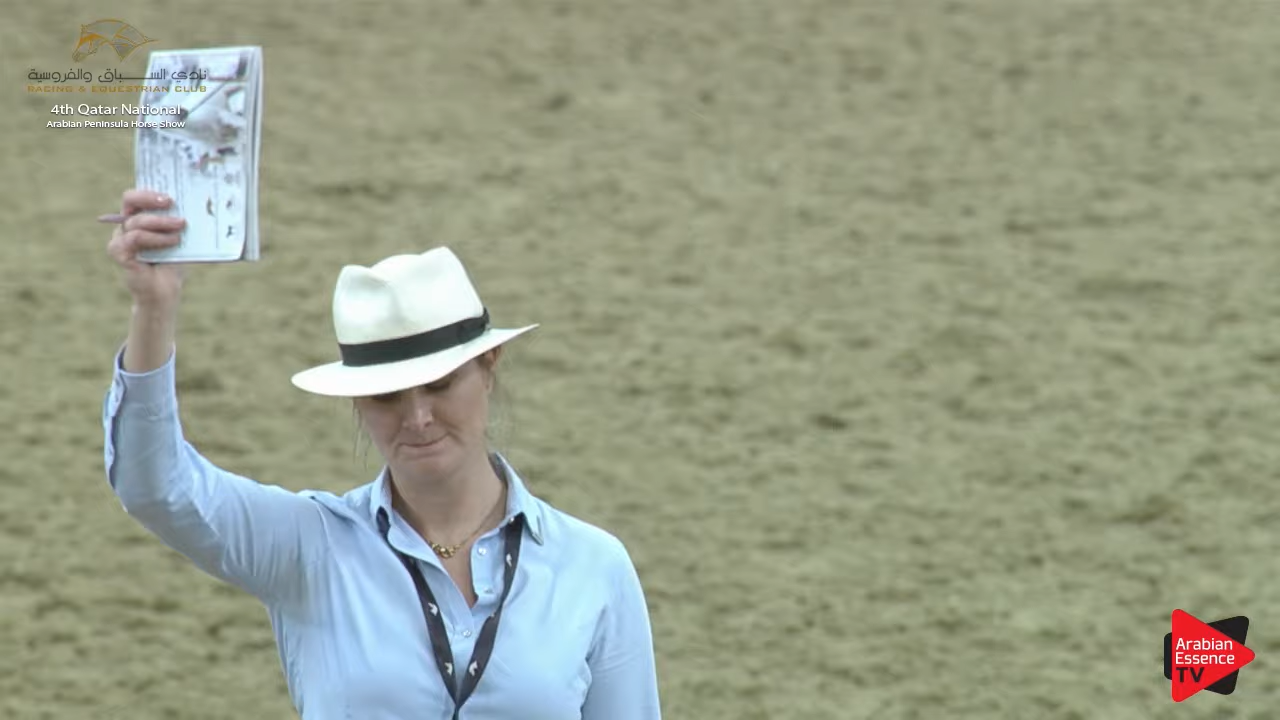 نادي السباق والفروسية
RACING & EQUESTRIAN CLUB
4th Qatar National
Arabian Peninsula Horse Show
Arabian
Essence
TV